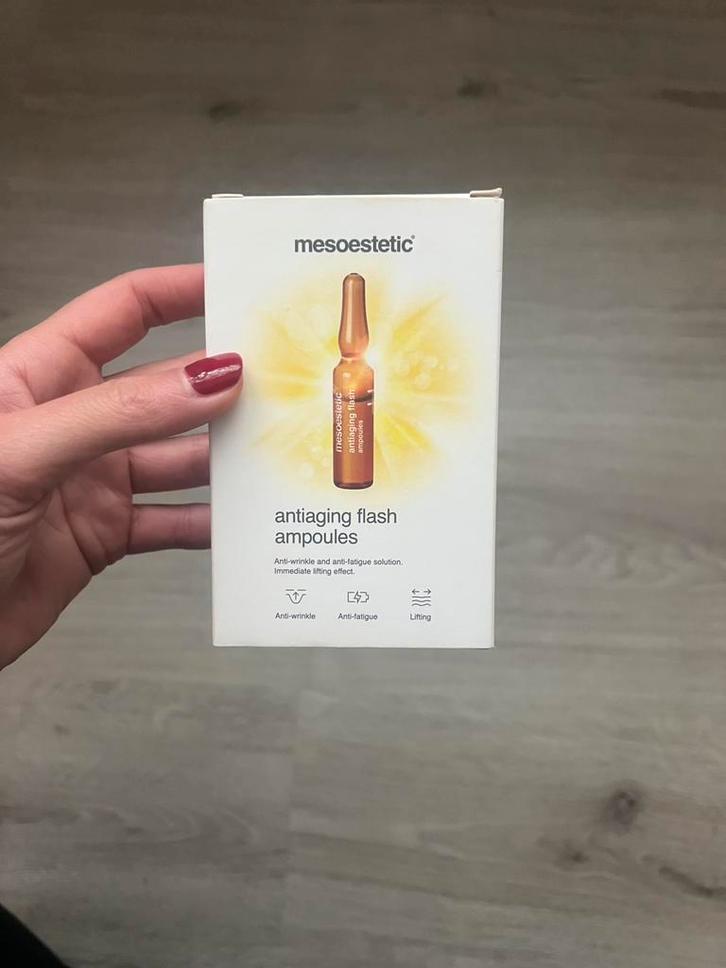 mesoestetic®
mesoestetic®
antiaging flash
ampoules
antiaging flash
ampoules
Anti-wrinkle and anti-fatigue solution.
Immediate lifting effect.
Anti-wrinkle
Anti-fatigue
Lifting